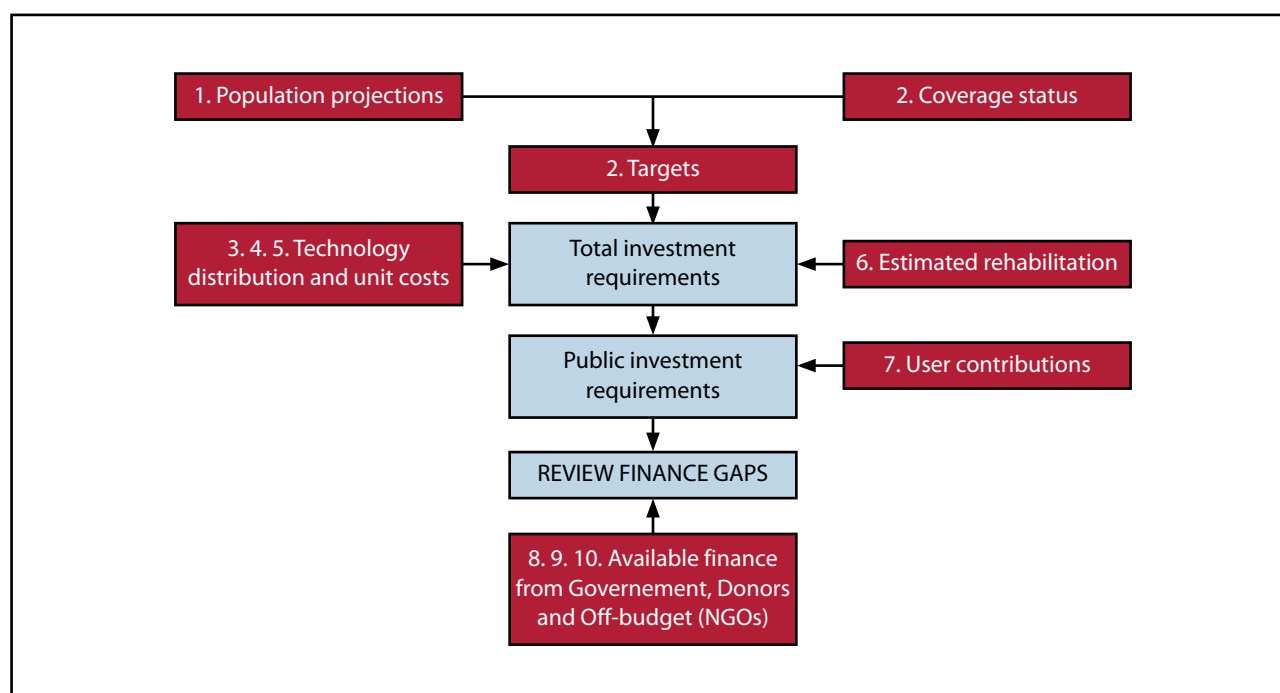 1. Population projections
2. Coverage status
2. Targets
3. 4. 5. Technology
distribution and unit costs
Total investment
requirements
6. Estimated rehabilitation
Public investment
requirements
7. User contributions
REVIEW FINANCE GAPS
8. 9. 10. Available finance
from Governement, Donors
and Off-budget (NGOs)